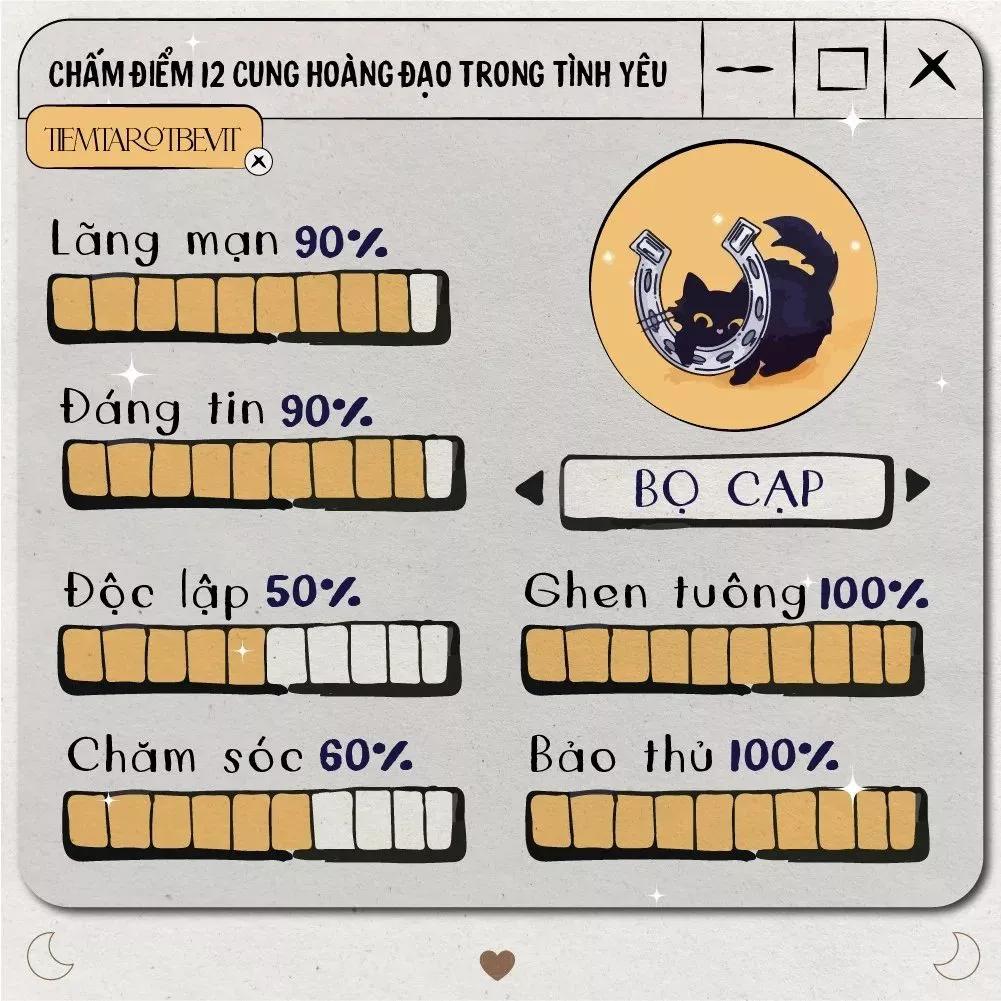 CHẤM ĐIỂM 12 CUNG HOÀNG ĐẠO TRONG TÌNH YÊU
TIEMTAROTBEVIT
Lãng mạn 90%
Đáng tin 90%
BỌ CẠP
Độc lập 50%
Ghen tuông 100%
Chăm sóc 60%
Bảo thủ 100%